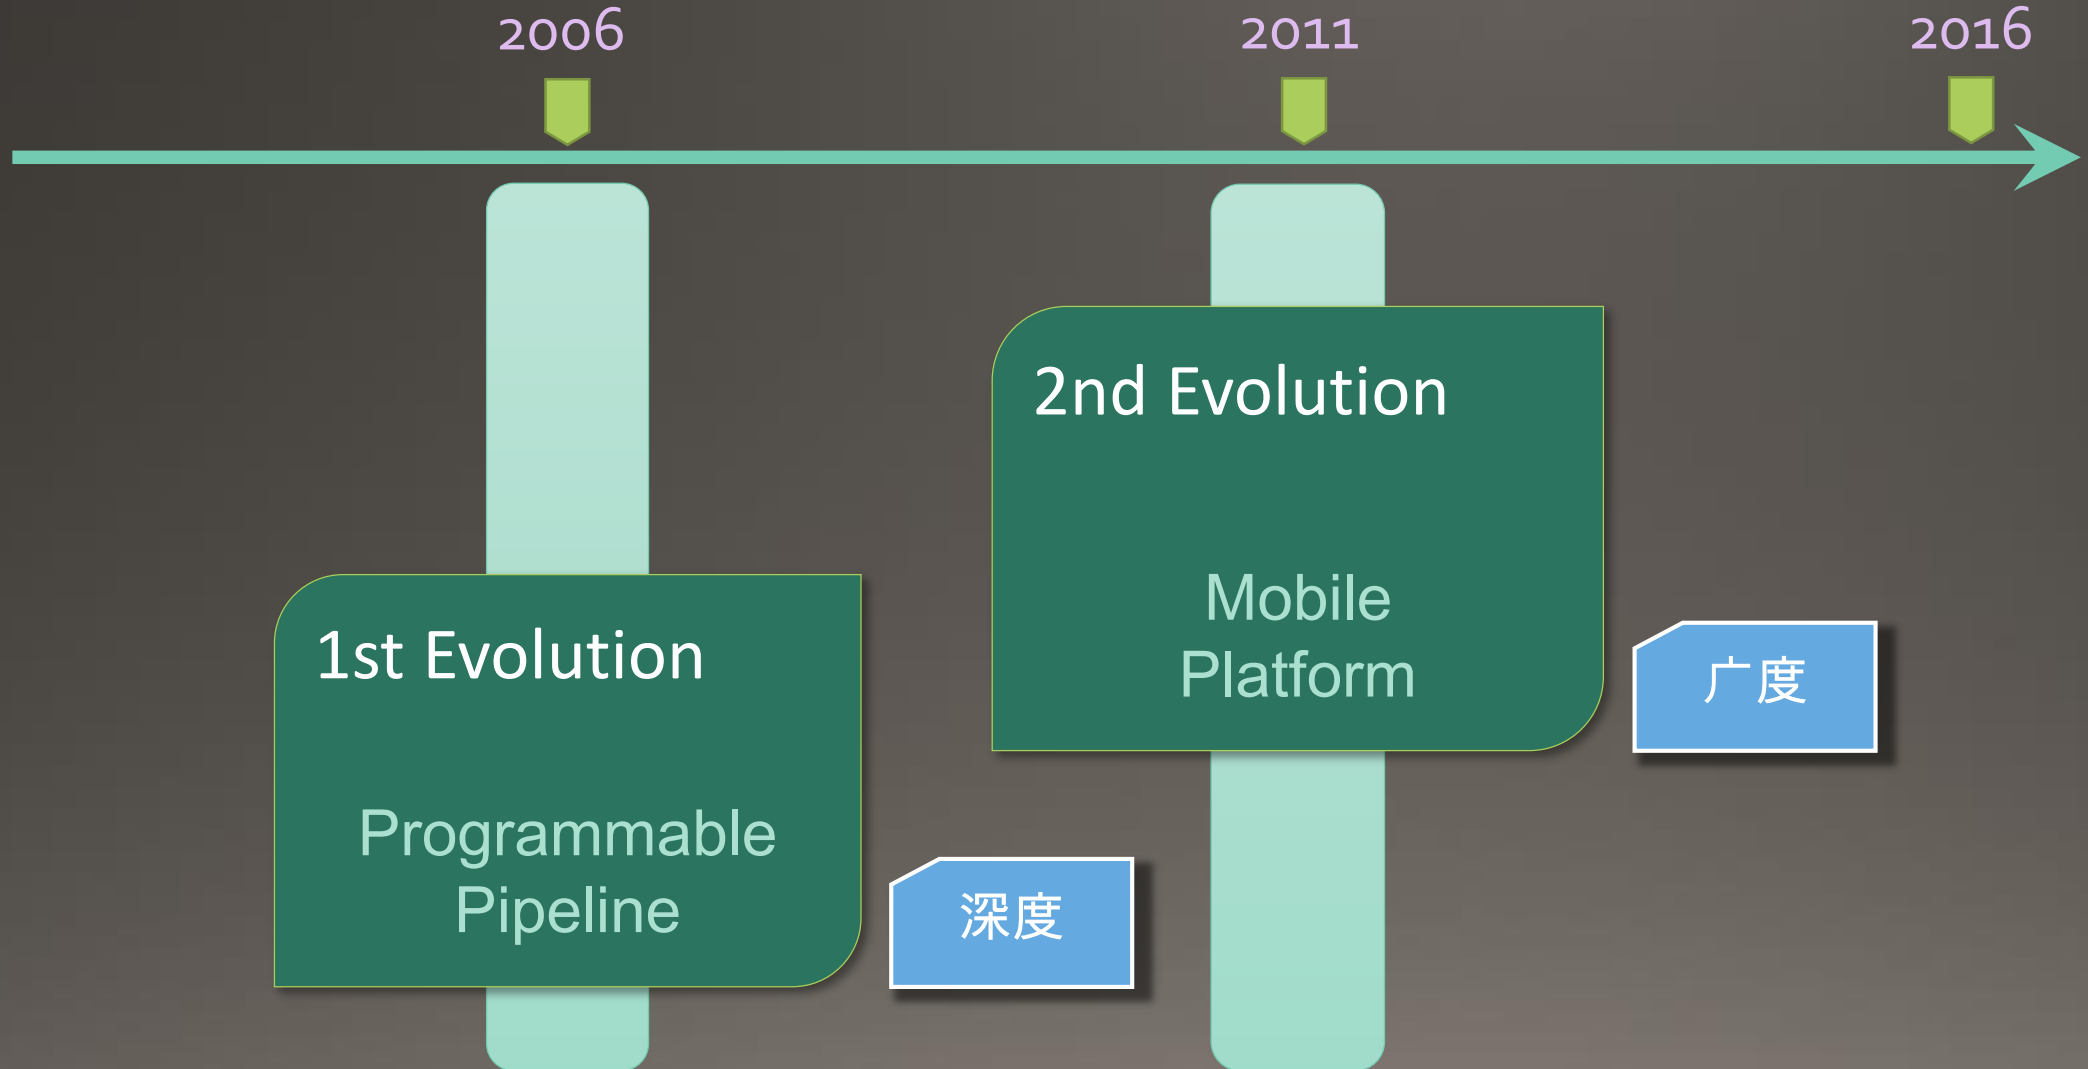 2006
2011
2016
1st Evolution
Programmable
Pipeline
深度
2nd Evolution
Mobile
Platform
广度